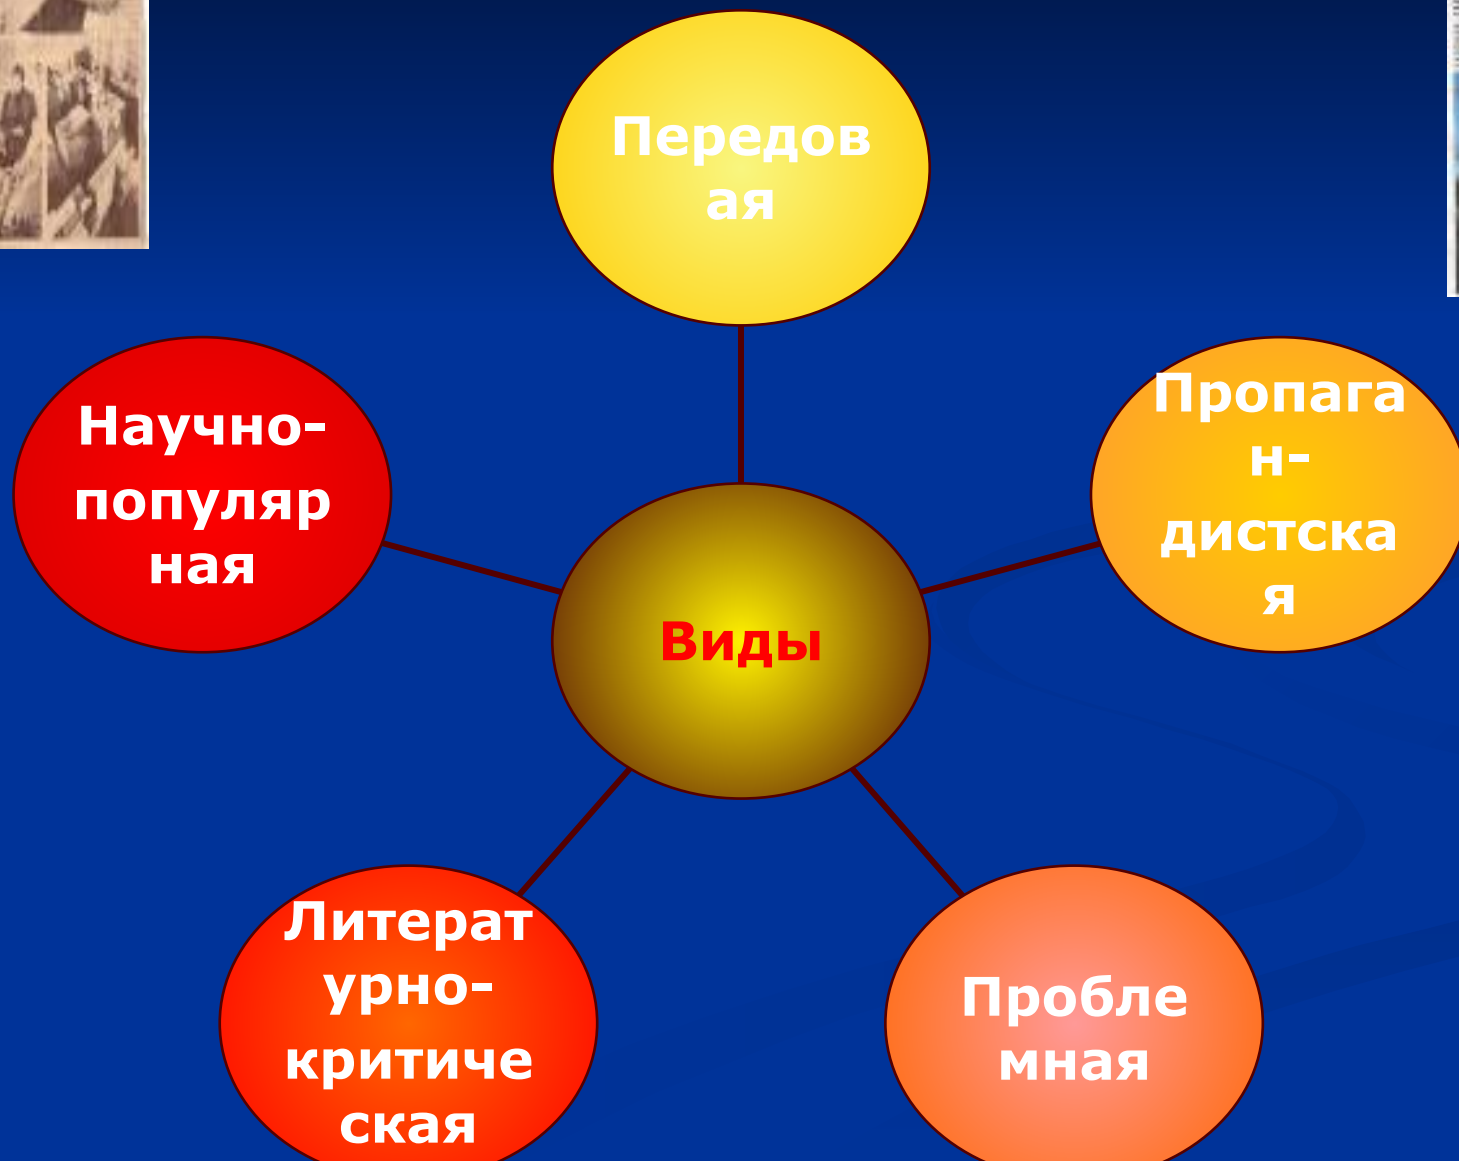 Передов
ая
Научно-
популяр
ная
Пропага
н-
дистска
я
Виды
Литерат
урно-
критиче
ская
Пробле
мная